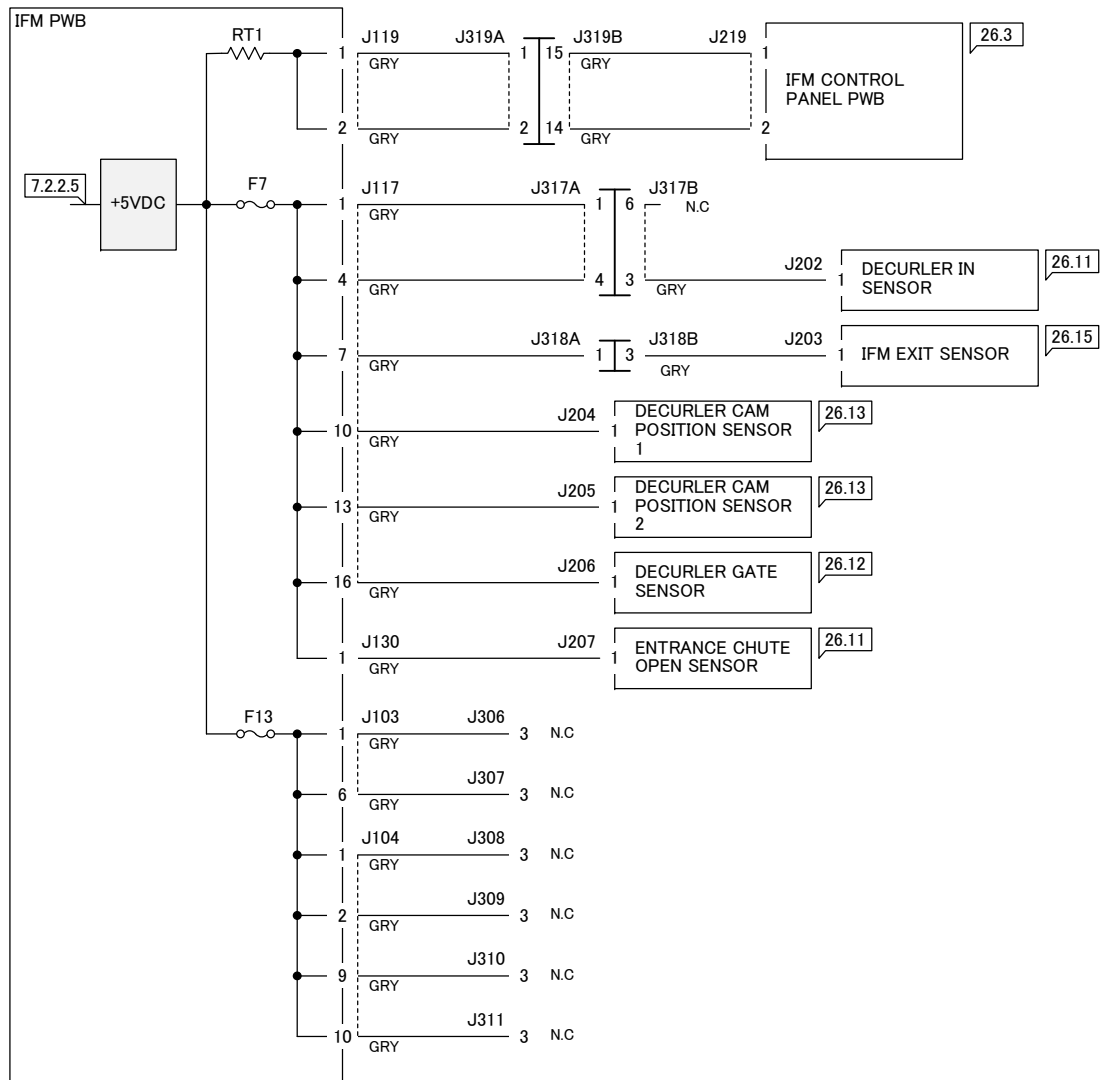 IFM PWB
RT1
1 J119 J319A 1 15 J319B J219 1 26.3
GRY GRY
IFM CONTROL
PANEL PWB
2 2 14 2
GRY GRY
7.2.2.5 +5VDC F7
1 J117 J317A 1 6 J317B
GRY N.C
4 4 3 J202 1 DECURLER IN
SENSOR 26.11
GRY GRY
7 J318A 1 3 J318B J203 1 IFM EXIT SENSOR 26.15
GRY GRY
10 J204 1 DECURLER CAM
POSITION SENSOR
1 26.13
GRY
13 J205 1 DECURLER CAM
POSITION SENSOR
2 26.13
GRY
16 J206 1 DECURLER GATE
SENSOR 26.12
GRY
1 J130 J207 1 ENTRANCE CHUTE
OPEN SENSOR 26.11
GRY
F13
1 J103 J306 3 N.C
GRY
6 J307 3 N.C
GRY
1 J104 J308 3 N.C
GRY
2 J309 3 N.C
GRY
9 J310 3 N.C
GRY
10 J311 3 N.C
GRY